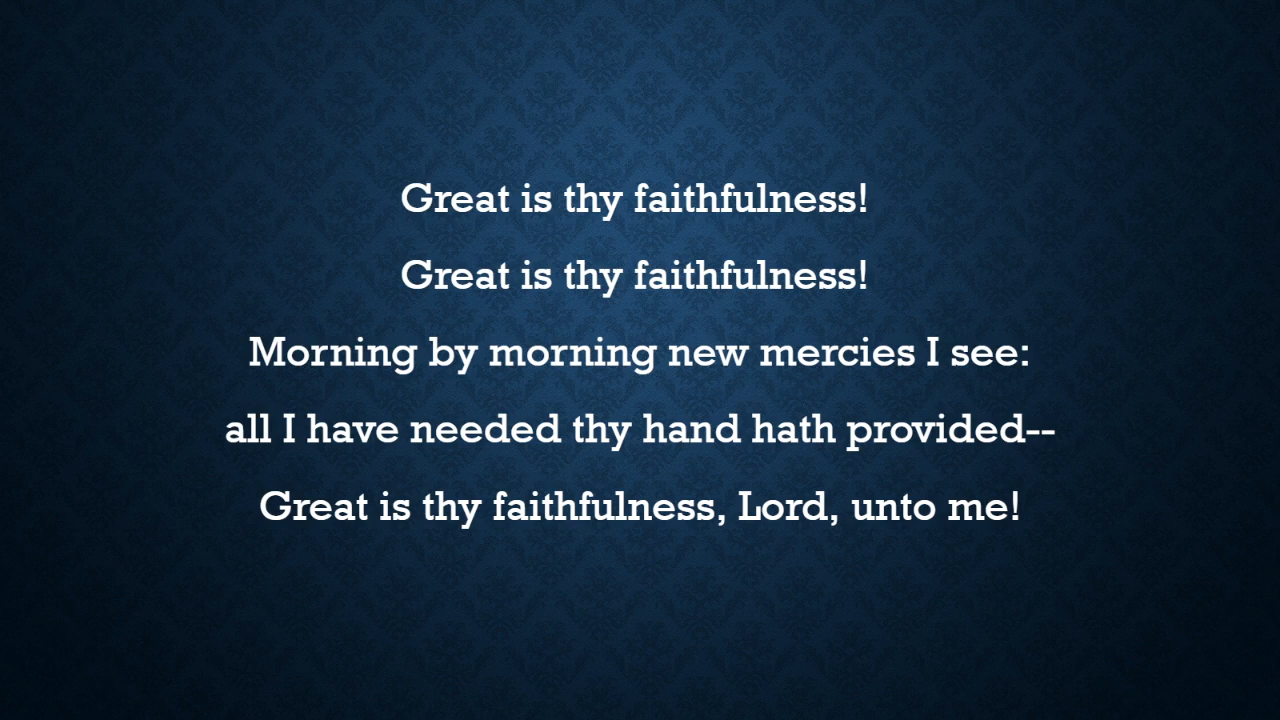 Great is thy faithfulness!
Great is thy faithfulness!
Morning by morning new mercies I see:
all I have needed thy hand hath provided--
Great is thy faithfulness, Lord, unto me!